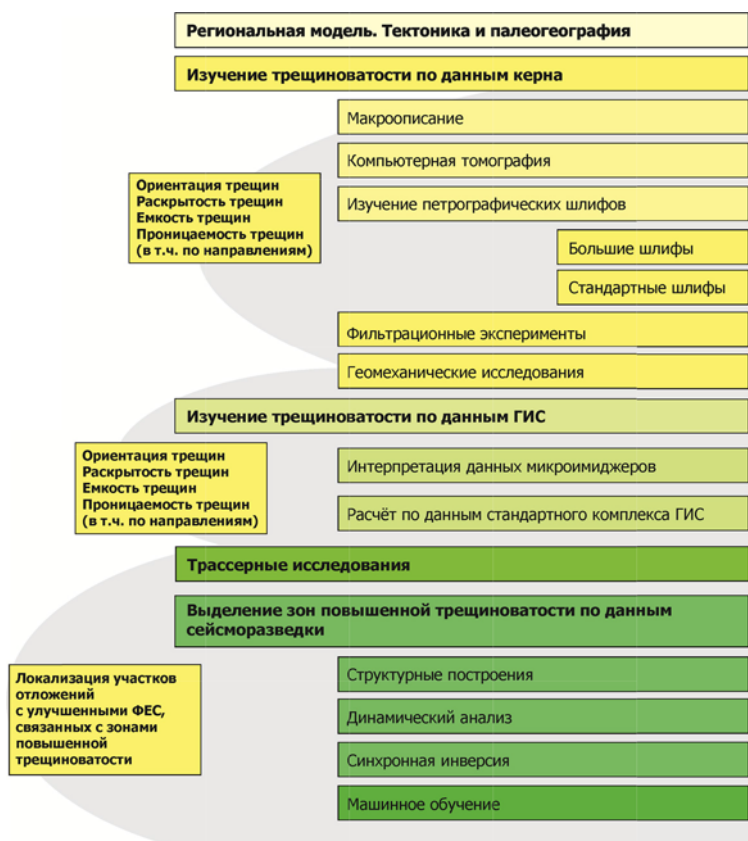 Региональная модель. Тектоника и палеогеография
Изучение трещиноватости по данным керна
Макроописание
Компьютерная томография
Ориентация трещин
Раскрытость трещин
Емкость трещин
Проницаемость трещин
(в т.ч. по направлениям)
Изучение петрографических шлифов
Большие шлифы
Стандартные шлифы
Фильтрационные эксперименты
Геомеханические исследования
Изучение трещиноватости по данным ГИС
Ориентация трещин
Раскрытость трещин
Емкость трещин
Проницаемость трещин
(в т.ч. по направлениям)
Интерпретация данных микроимиджеров
Расчёт по данным стандартного комплекса ГИС
Трассерные исследования
Выделение зон повышенной трещиноватости по данным
сейсморазведки
Локализация участков
отложений
с улучшенными ФЕС,
связанных с зонами
повышенной
трещиноватости
Структурные построения
Динамический анализ
Синхронная инверсия
Машинное обучение